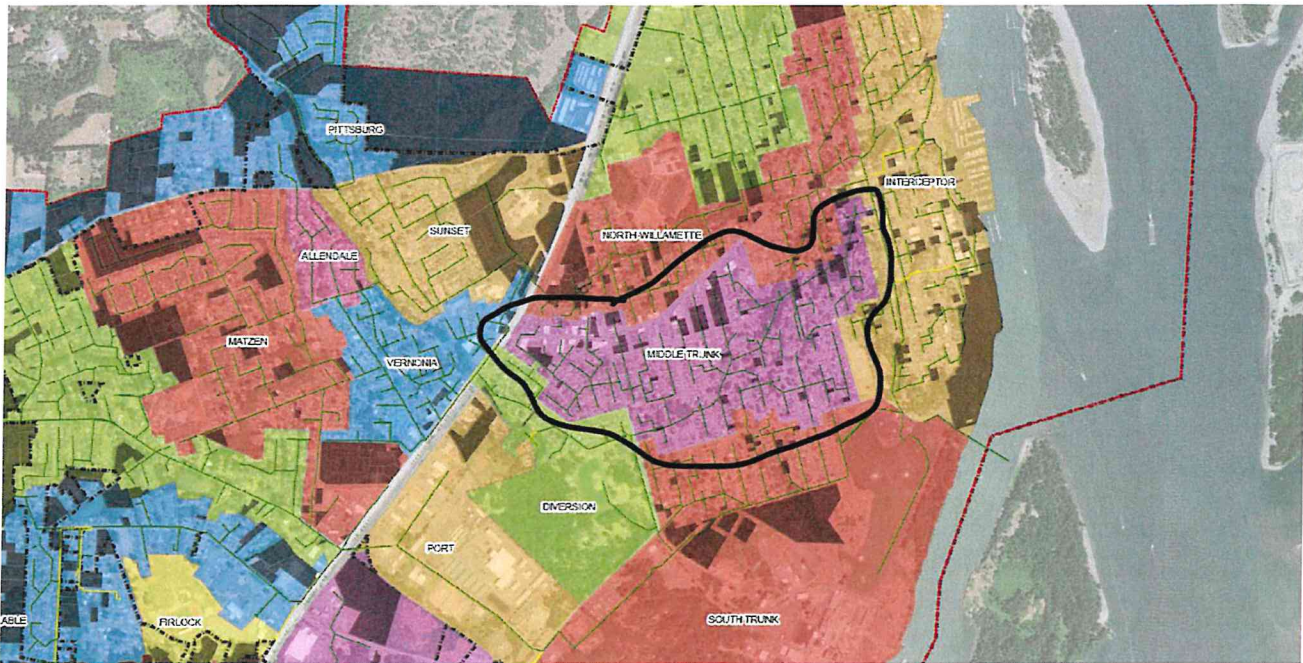 PITTSBURG
INTERCEPTOR
SUNSET
NORTH-WILLAMETTE
ALLENDALE
MATZEN
MIDDLE TRUNK
VERNONIA
DIVERSION
PORT
ABLE
FIRLOCK
SOUTH TRUNK